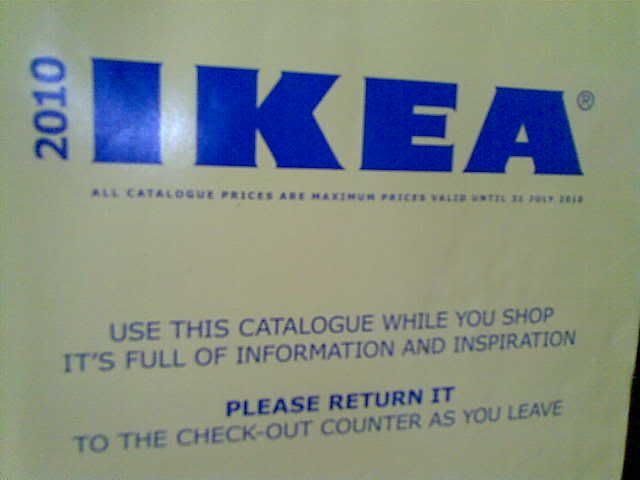 2010
IKEA®
ALL CATALOGUE PRICES ARE MAXIMUM PRICES VALID UNTIL 31 JULY 2010
USE THIS CATALOGUE WHILE YOU SHOP
IT'S FULL OF INFORMATION AND INSPIRATION
PLEASE RETURN IT
TO THE CHECK-OUT COUNTER AS YOU LEAVE